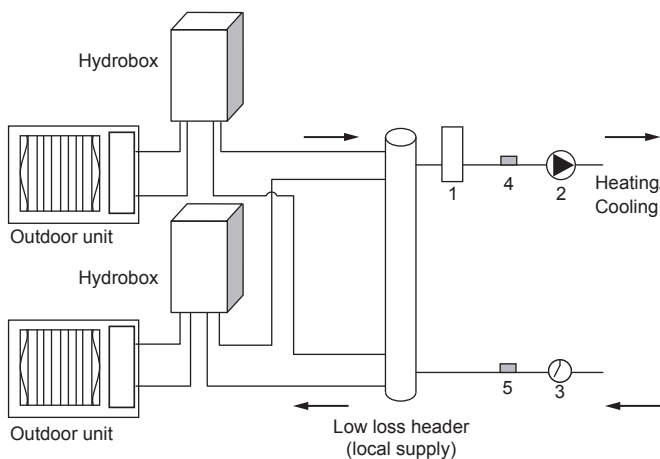 Hydrobox
Outdoor unit
Hydrobox
Outdoor unit
1
4
2
Heating/
Cooling
5
3
Low loss header
(local supply)